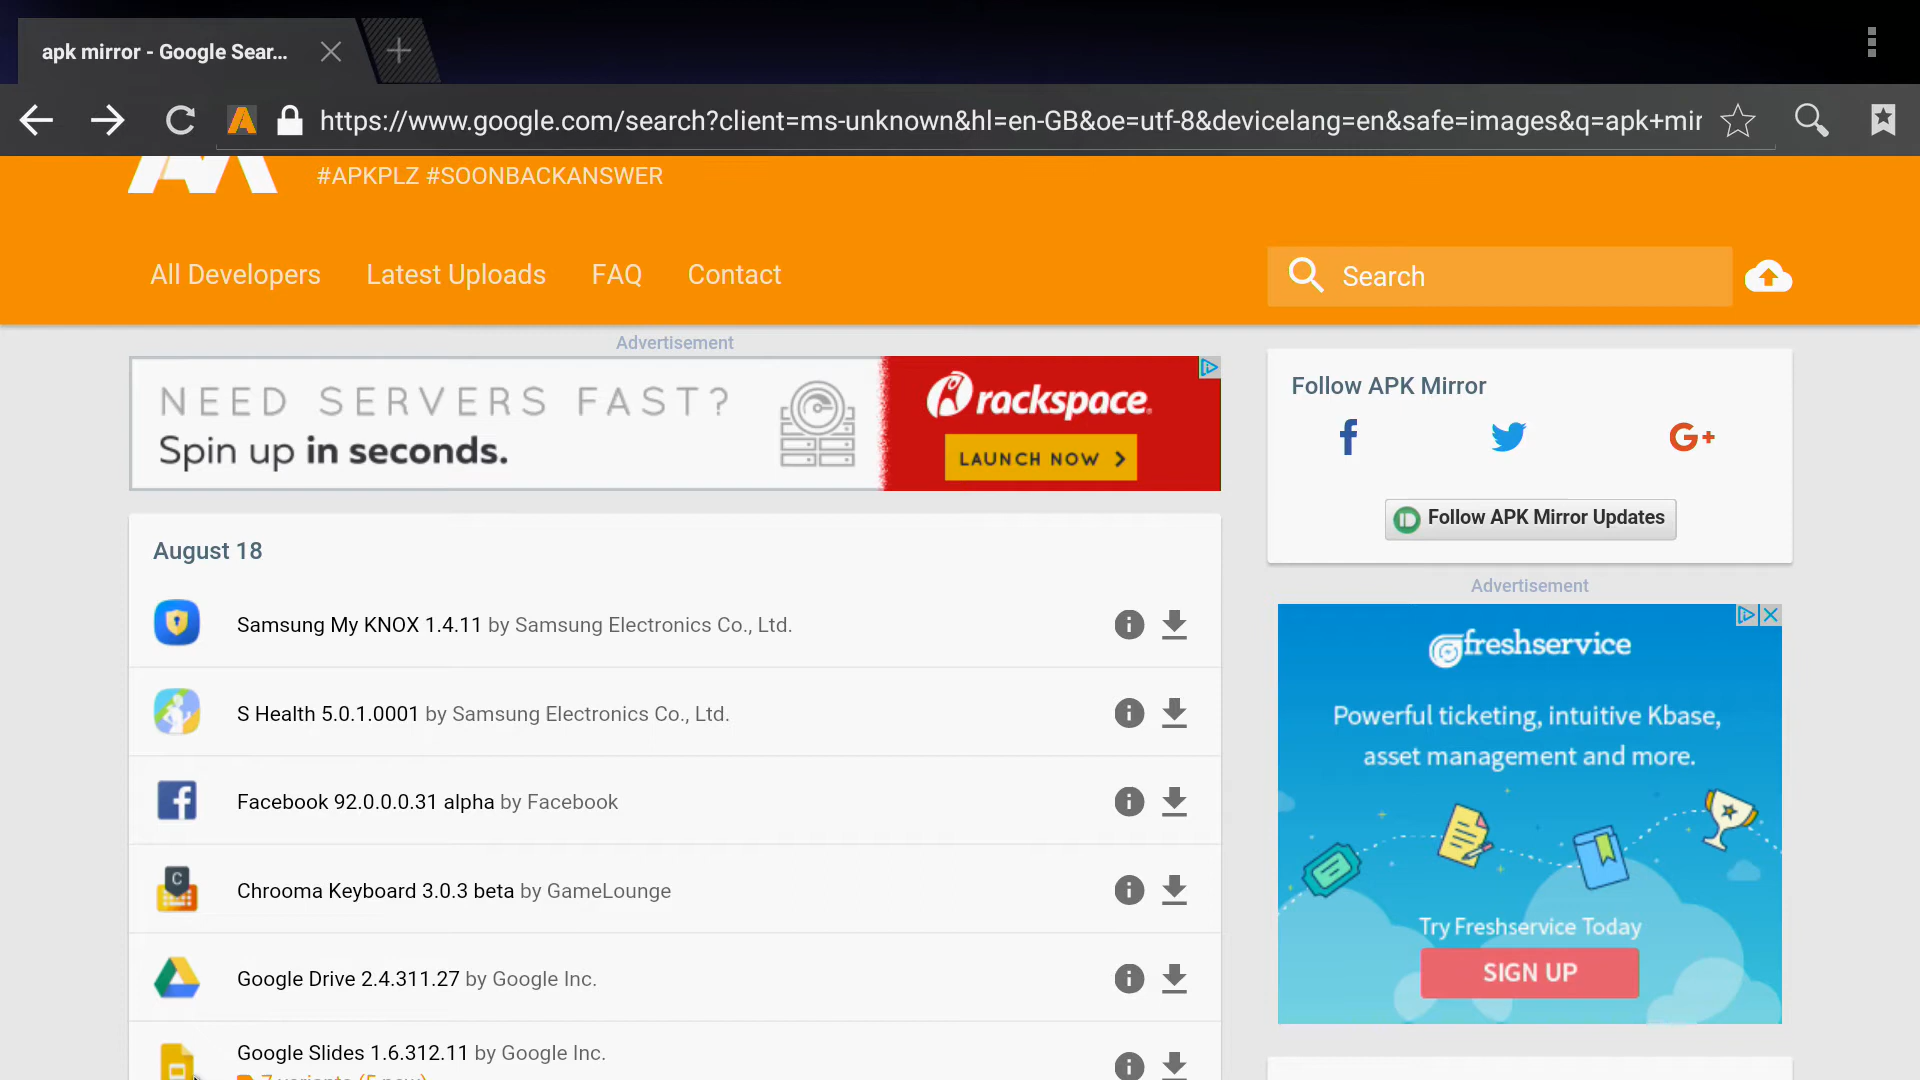 apk mirror - Google Sear...
https://www.google.com/search?client=ms-unknown&hl=en-GB&oe=utf-8&devicelang=en&safe=images&q=apk+mir
#APKPLZ #SOONBACKANSWER
All Developers Latest Uploads FAQ Contact
Search
Advertisement
NEED SERVERS FAST?
Spin up in seconds.
rackspace
LAUNCH NOW
Follow APK Mirror
Follow APK Mirror Updates
August 18
Samsung My KNOX 1.4.11 by Samsung Electronics Co., Ltd.
S Health 5.0.1.0001 by Samsung Electronics Co., Ltd.
Facebook 92.0.0.0.31 alpha by Facebook
Chrooma Keyboard 3.0.3 beta by GameLounge
Google Drive 2.4.311.27 by Google Inc.
Google Slides 1.6.312.11 by Google Inc.
7 variants (5 new)
Advertisement
freshservice
Powerful ticketing, intuitive Kbase,
asset management and more.
Try Freshservice Today
SIGN UP